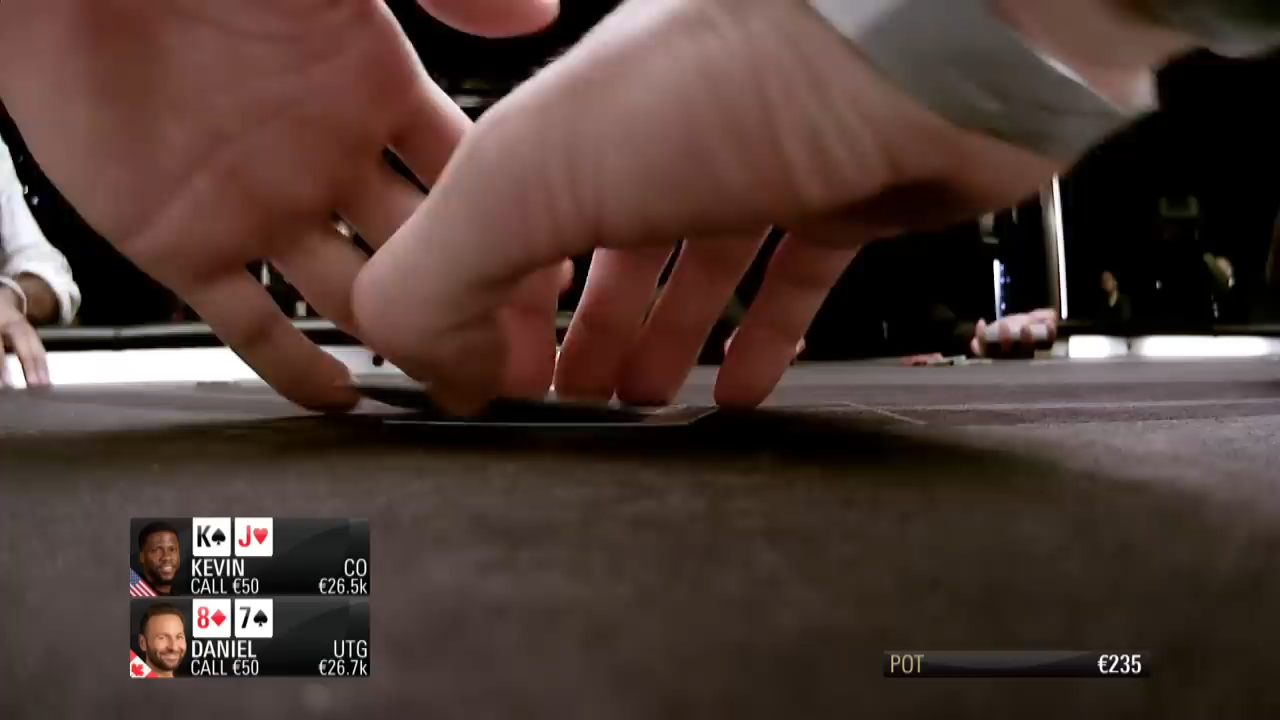 K♠ J♥
KEVIN CO
CALL €50 €26.5k
8♦ 7♠
DANIEL UTG
CALL €50 €26.7k
POT €235